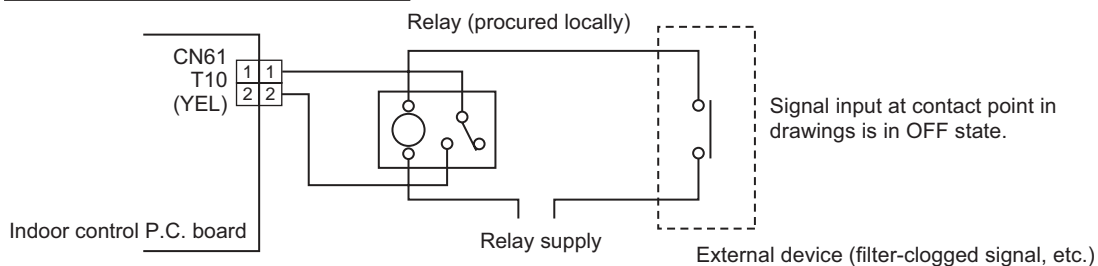 Relay (procured locally)
CN61
T10
(YEL)
1 1
2 2
Signal input at contact point in
drawings is in OFF state.
Indoor control P.C. board
Relay supply
External device (filter-clogged signal, etc.)